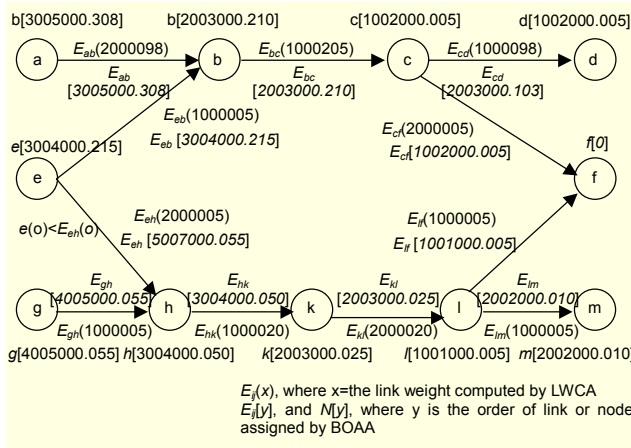 b[3005000.308] b[2003000.210] c[1002000.005] d[1002000.005]
a E_ab(2000098) b E_bc(1000205) c E_cd(1000098) d
E_ab [3005000.308] E_bc [2003000.210] E_cd [2003000.103]
E_eb(1000005) E_eb [3004000.215]
E_cf(2000005) E_cf[1002000.005]
e[3004000.215] f[0]
e f
e(o)<E_eh(o)
E_eh(2000005) E_eh [5007000.055]
E_lf(1000005) E_lf [1001000.005]
E_gh [4005000.055] E_hk [3004000.050] E_kl [2003000.025] E_lm [2002000.010]
g h k l m
E_gh(1000005) E_hk(1000020) E_kl(2000020) E_lm(1000005)
g[4005000.055] h[3004000.050] k[2003000.025] l[1001000.005] m[2002000.010]
E_ij(x), where x=the link weight computed by LWCA
E_ij[y], and N[y], where y is the order of link or node
assigned by BOAA